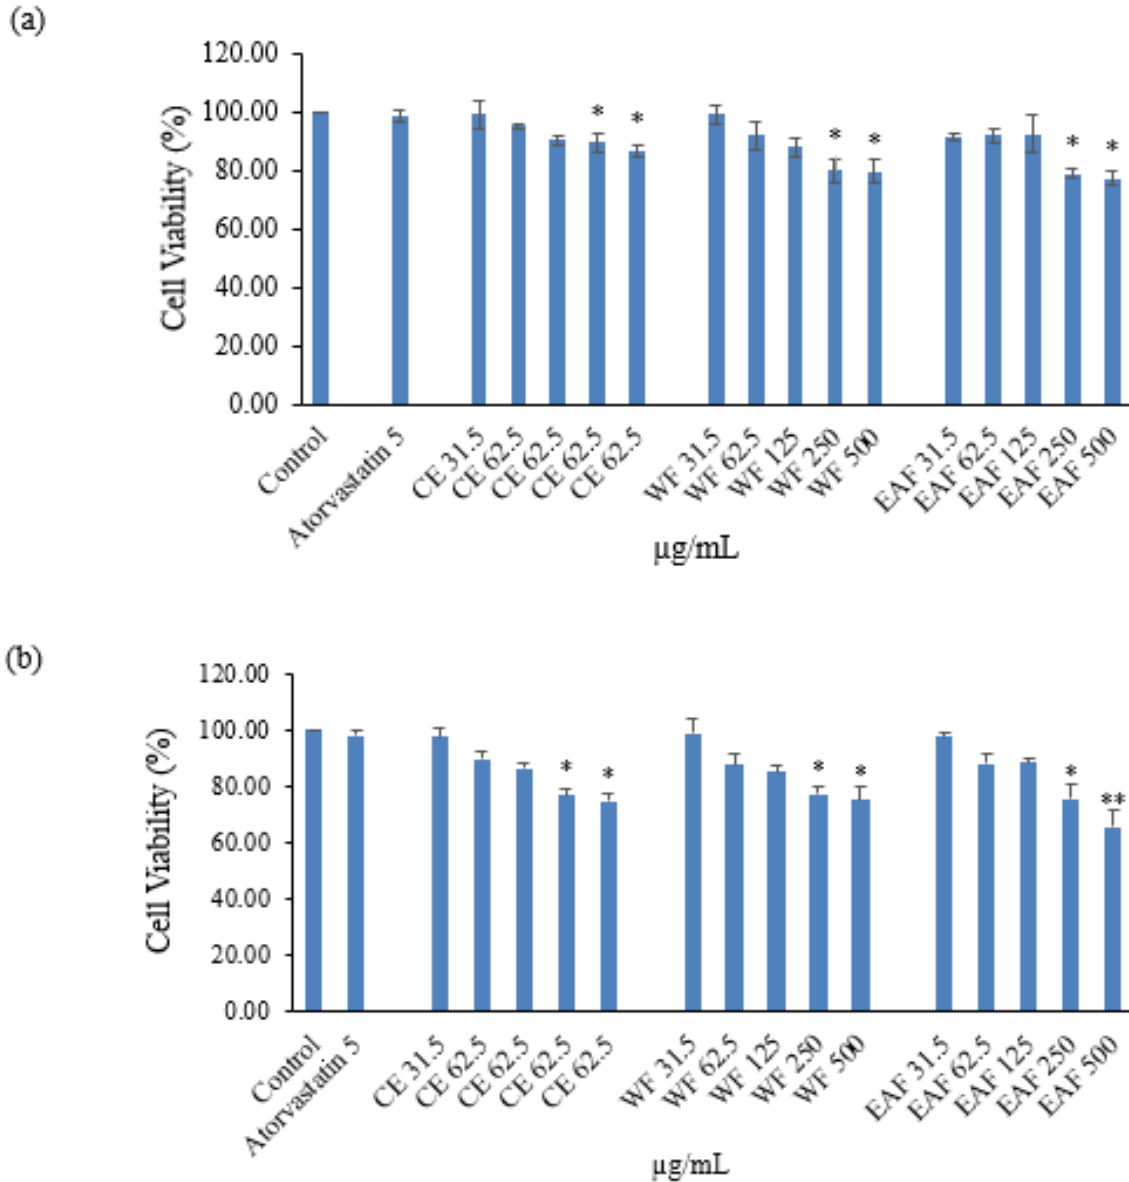 (a)
Cell Viability (%)
120.00
100.00
80.00
60.00
40.00
20.00
0.00
* * * * * *
Control
Atorvastatin 5
CE 31.5
CE 62.5
CE 62.5
CE 62.5
CE 62.5
WF 31.5
WF 62.5
WF 125
WF 250
WF 500
EAF 31.5
EAF 62.5
EAF 125
EAF 250
EAF 500
μg/mL
(b)
Cell Viability (%)
120.00
100.00
80.00
60.00
40.00
20.00
0.00
* * * * * **
Control
Atorvastatin 5
CE 31.5
CE 62.5
CE 62.5
CE 62.5
CE 62.5
WF 31.5
WF 62.5
WF 125
WF 250
WF 500
EAF 31.5
EAF 62.5
EAF 125
EAF 250
EAF 500
μg/mL